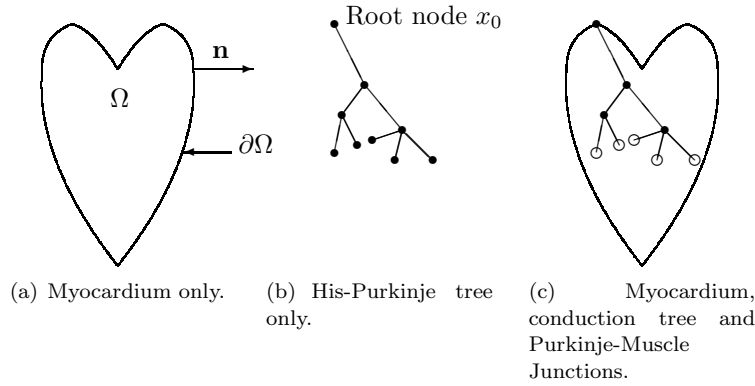 Root node x₀
n
Ω
∂Ω
(a) Myocardium only.
(b) His-Purkinje tree
only.
(c) Myocardium,
conduction tree and
Purkinje-Muscle
Junctions.